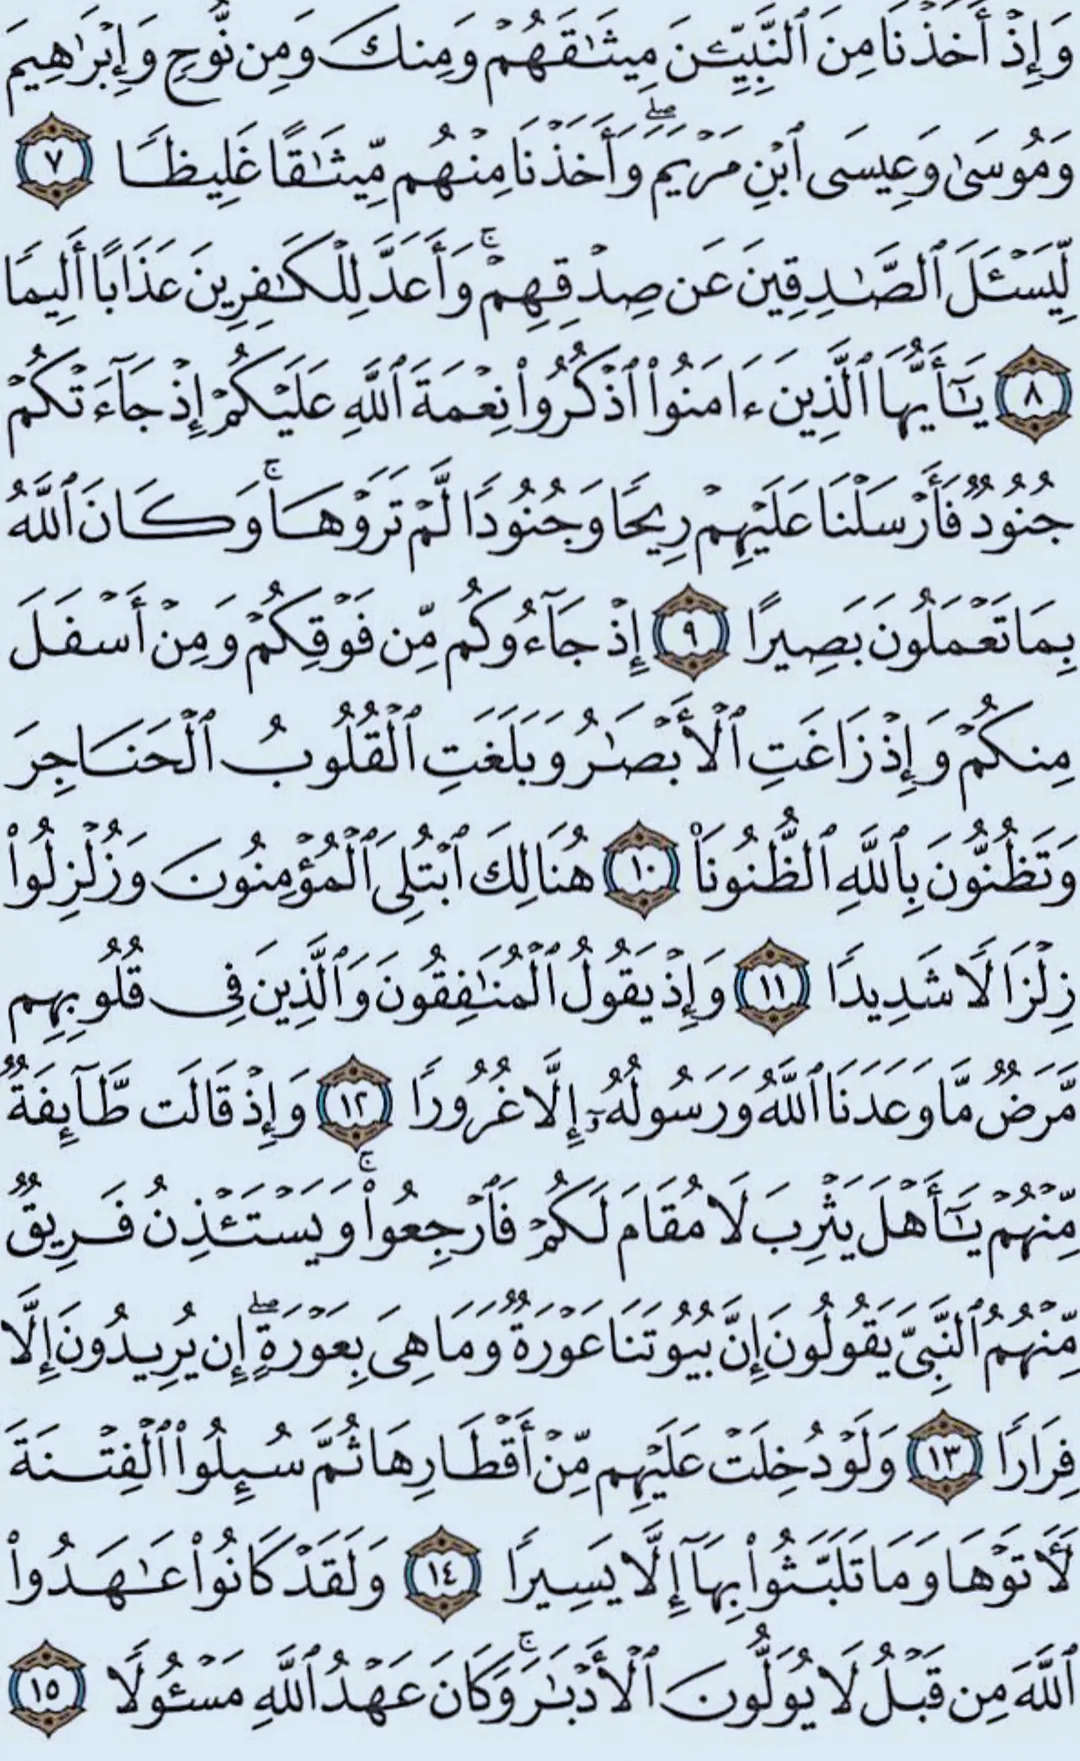 وَإِذۡ أَخَذۡنَا مِنَ ٱلنَّبِيِّـۧنَ مِيثَٰقَهُمۡ وَمِنكَ وَمِن نُّوحٖ وَإِبۡرَٰهِيمَ
وَمُوسَىٰ وَعِيسَى ٱبۡنِ مَرۡيَمَۖ وَأَخَذۡنَا مِنۡهُم مِّيثَٰقًا غَلِيظٗا ٧
لِّيَسۡـَٔلَ ٱلصَّٰدِقِينَ عَن صِدۡقِهِمۡۚ وَأَعَدَّ لِلۡكَٰفِرِينَ عَذَابًا أَلِيمٗا
٨ يَٰٓأَيُّهَا ٱلَّذِينَ ءَامَنُواْ ٱذۡكُرُواْ نِعۡمَةَ ٱللَّهِ عَلَيۡكُمۡ إِذۡ جَآءَتۡكُمۡ
جُنُودٞ فَأَرۡسَلۡنَا عَلَيۡهِمۡ رِيحٗا وَجُنُودٗا لَّمۡ تَرَوۡهَاۚ وَكَانَ ٱللَّهُ
بِمَا تَعۡمَلُونَ بَصِيرًا ٩ إِذۡ جَآءُوكُم مِّن فَوۡقِكُمۡ وَمِنۡ أَسۡفَلَ
مِنكُمۡ وَإِذۡ زَاغَتِ ٱلۡأَبۡصَٰرُ وَبَلَغَتِ ٱلۡقُلُوبُ ٱلۡحَنَاجِرَ
وَتَظُنُّونَ بِٱللَّهِ ٱلظُّنُونَا۠ ١٠ هُنَالِكَ ٱبۡتُلِيَ ٱلۡمُؤۡمِنُونَ وَزُلۡزِلُواْ
زِلۡزَالٗا شَدِيدٗا ١١ وَإِذۡ يَقُولُ ٱلۡمُنَٰفِقُونَ وَٱلَّذِينَ فِي قُلُوبِهِم
مَّرَضٞ مَّا وَعَدَنَا ٱللَّهُ وَرَسُولُهُۥٓ إِلَّا غُرُورٗا ١٢ وَإِذۡ قَالَت طَّآئِفَةٞ
مِّنۡهُمۡ يَٰٓأَهۡلَ يَثۡرِبَ لَا مُقَامَ لَكُمۡ فَٱرۡجِعُواْۚ وَيَسۡتَـٔۡذِنُ فَرِيقٞ
مِّنۡهُمُ ٱلنَّبِيَّ يَقُولُونَ إِنَّ بُيُوتَنَا عَوۡرَةٞ وَمَا هِيَ بِعَوۡرَةٍۖ إِن يُرِيدُونَ إِلَّا
فِرَارٗا ١٣ وَلَوۡ دُخِلَتۡ عَلَيۡهِم مِّنۡ أَقۡطَارِهَا ثُمَّ سُئِلُواْ ٱلۡفِتۡنَةَ
لَأٓتَوۡهَا وَمَا تَلَبَّثُواْ بِهَآ إِلَّا يَسِيرٗا ١٤ وَلَقَدۡ كَانُواْ عَٰهَدُواْ
ٱللَّهَ مِن قَبۡلُ لَا يُوَلُّونَ ٱلۡأَدۡبَٰرَۚ وَكَانَ عَهۡدُ ٱللَّهِ مَسۡـُٔولٗا ١٥